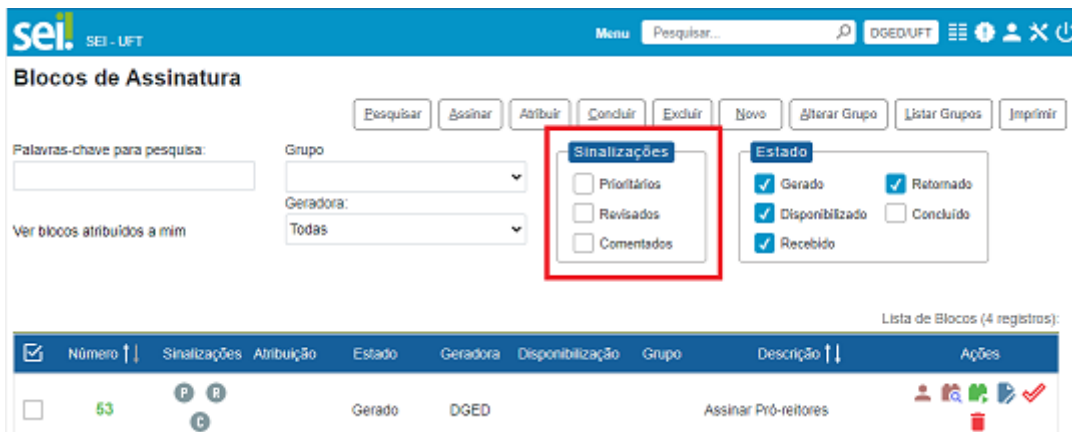 sei! SEI - UFT Menu Pesquisar... DGED/UFT
Blocos de Assinatura
Pesquisar Assinar Atribuir Concluir Excluir Novo Alterar Grupo Listar Grupos Imprimir
Palavras-chave para pesquisa:
Ver blocos atribuídos a mim
Grupo
Geradora:
Todas
Sinalizações
Prioritários
Revisados
Comentados
Estado
Gerado Retornado
Disponibilizado Concluído
Recebido
Lista de Blocos (4 registros):
Número Sinalizações Atribuição Estado Geradora Disponibilização Grupo Descrição Ações
53 P R C Gerado DGED Assinar Pró-reitores